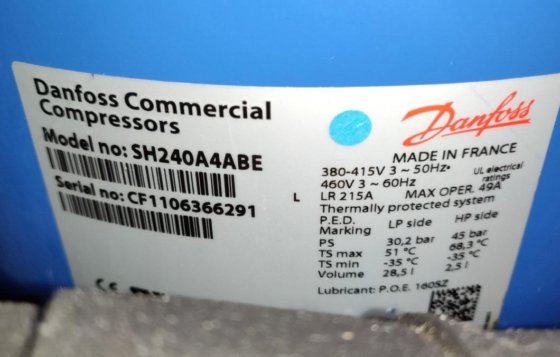 Danfoss Commercial
Compressors
Model no: SH240A4ABE
Serial no: CF1106366291
Danfoss
MADE IN FRANCE
380-415V 3 ~ 50Hz•
460V 3 ~ 60Hz
UL electrical
ratings
L LR 215A MAX OPER. 49A
Thermally protected system
P.E.D. LP side HP side
Marking
PS 30,2 bar 45 bar
TS max 51 °C 68,3 °C
TS min -35 °C -35 °C
Volume 28,5 l 2,5 l
Lubricant: P.O.E. 160SZ
CE